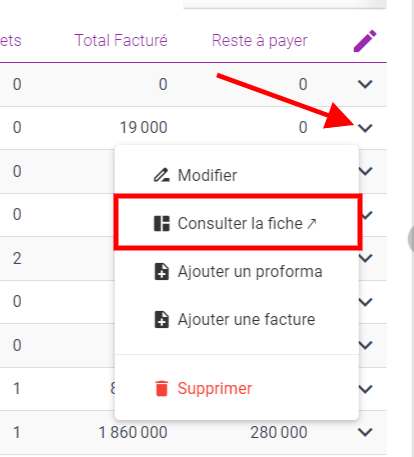 ets Total Facturé Reste à payer
0 0 0
0 19 000 0
0
Modifier
0
Consulter la fiche ↗
2
Ajouter un proforma
0
Ajouter une facture
0
1
Supprimer
1 1 860 000 280 000